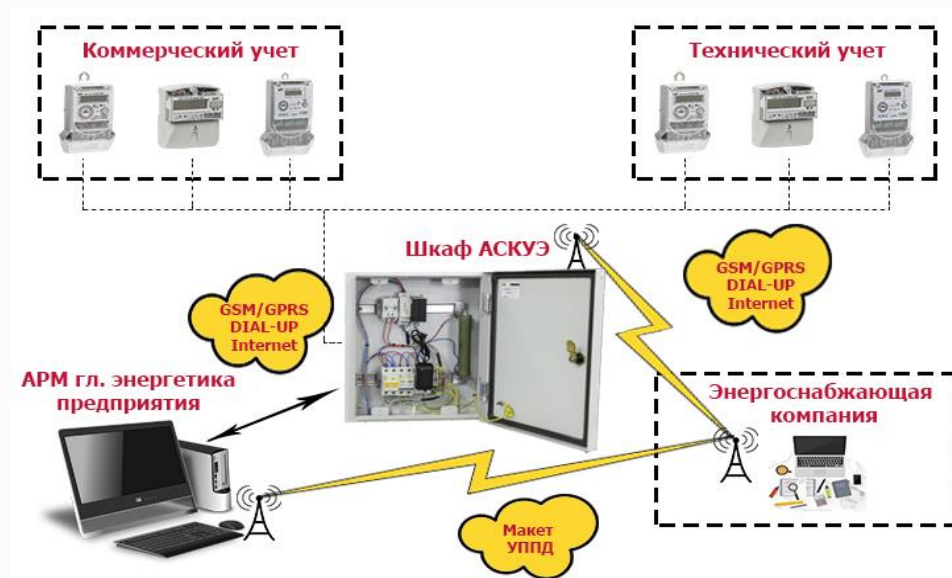 Коммерческий учет
Технический учет
Шкаф АСКУЭ
GSM/GPRS
DIAL-UP
Internet
GSM/GPRS
DIAL-UP
Internet
АРМ гл. энергетика
предприятия
Энергоснабжающая
компания
Макет
УППД